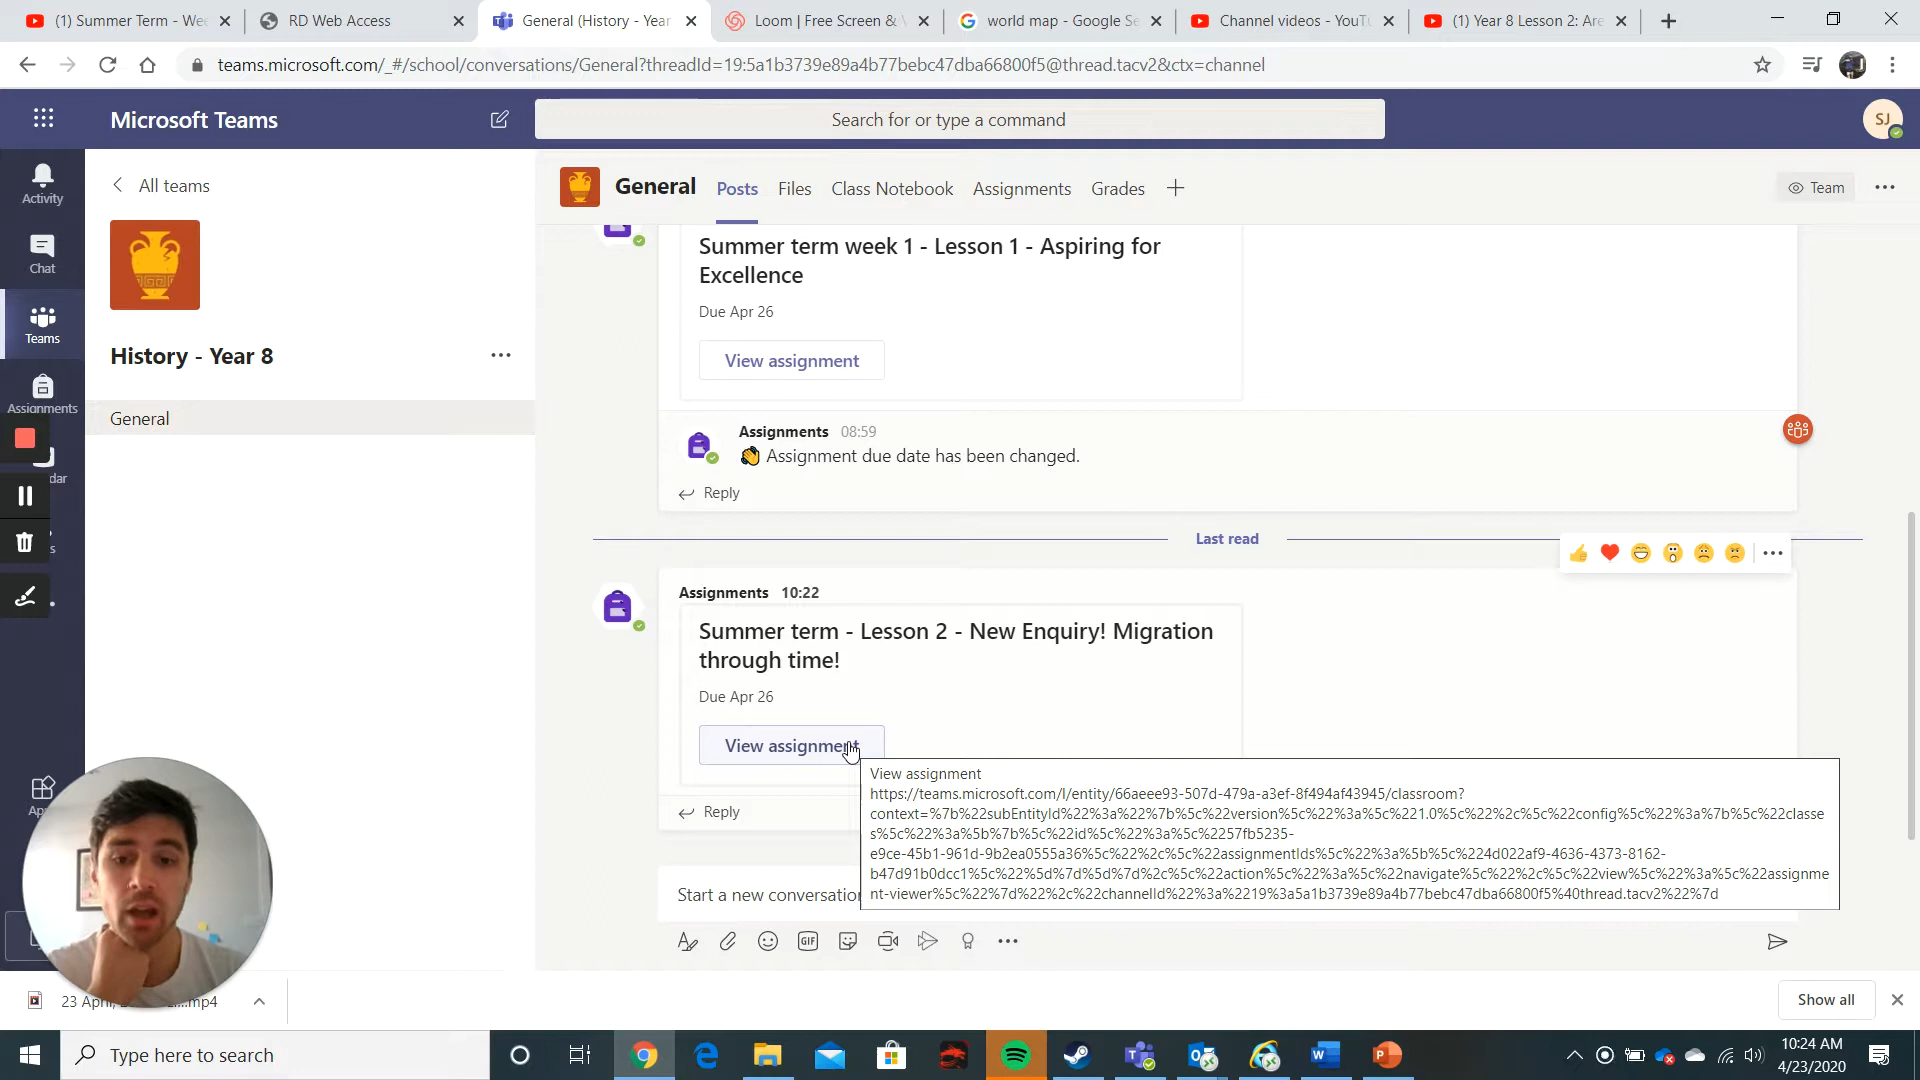 (1) Summer Term - Wee
RD Web Access
General (History - Year
Loom | Free Screen & V
world map - Google Se
Channel videos - YouTu
(1) Year 8 Lesson 2: Are
teams.microsoft.com/_#/school/conversations/General?threadId=19:5a1b3739e89a4b77bebc47dba66800f5@thread.tacv2&ctx=channel
Microsoft Teams
Search for or type a command
SJ
Activity
Chat
Teams
Assignments
dar
All teams
History - Year 8
General
General
Posts
Files
Class Notebook
Assignments
Grades
Team
Summer term week 1 - Lesson 1 - Aspiring for
Excellence
Due Apr 26
View assignment
Assignments 08:59
Assignment due date has been changed.
Reply
Last read
Assignments 10:22
Summer term - Lesson 2 - New Enquiry! Migration
through time!
Due Apr 26
View assignment
Reply
View assignment
https://teams.microsoft.com/l/entity/66aeee93-507d-479a-a3ef-8f494af43945/classroom?
context=%7b%22subEntityId%22%3a%22%7b%5c%22version%5c%22%3a%5c%221.0%5c%22%2c%5c%22config%5c%22%3a%7b%5c%22classe
s%5c%22%3a%5b%7b%5c%22id%5c%22%3a%5c%2257fb5235-
e9ce-45b1-961d-9b2ea0555a36%5c%22%2c%5c%22assignmentIds%5c%22%3a%5b%5c%224d022af9-4636-4373-8162-
b47d91b0dcc1%5c%22%5d%7d%5d%7d%2c%5c%22action%5c%22%3a%5c%22navigate%5c%22%2c%5c%22view%5c%22%3a%5c%22assignme
nt-viewer%5c%22%7d%22%2c%22channelId%22%3a%2219%3a5a1b3739e89a4b77bebc47dba66800f5%40thread.tacv2%22%7d
Start a new conversation
GIF
23 April, .mp4
Show all
Type here to search
10:24 AM
4/23/2020